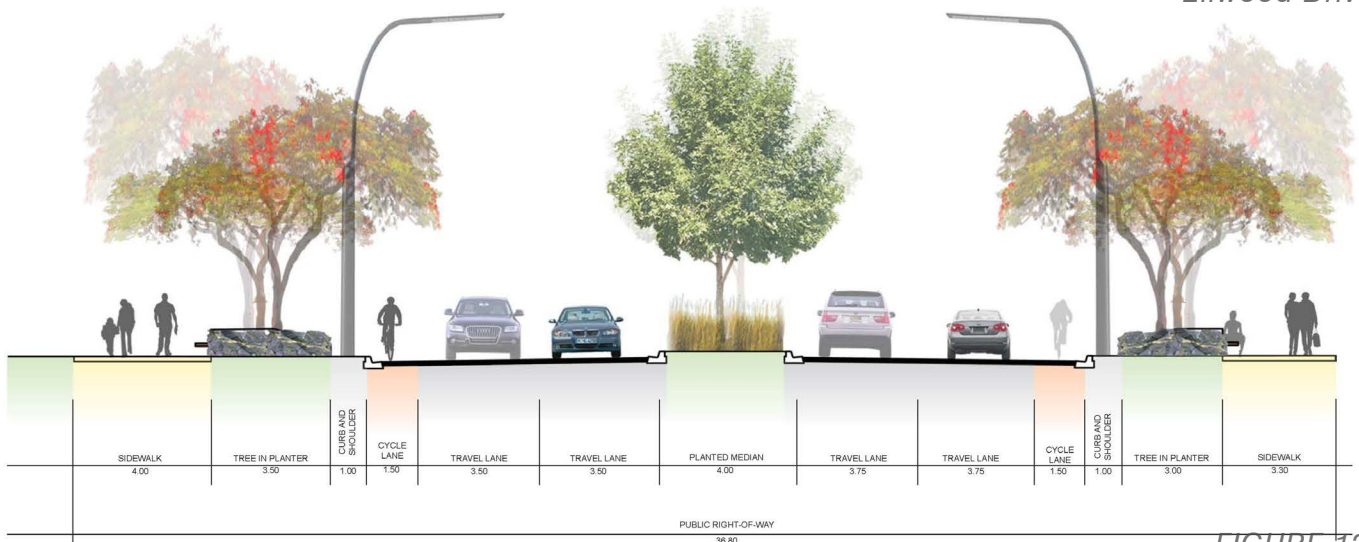 SIDEWALK
4.00
TREE IN PLANTER
3.50
CURB AND
SHOULDER
1.00
CYCLE
LANE
1.50
TRAVEL LANE
3.50
TRAVEL LANE
3.50
PLANTED MEDIAN
4.00
TRAVEL LANE
3.75
TRAVEL LANE
3.75
CYCLE
LANE
1.50
CURB AND
SHOULDER
1.00
TREE IN PLANTER
3.00
SIDEWALK
3.30
PUBLIC RIGHT-OF-WAY
36.80